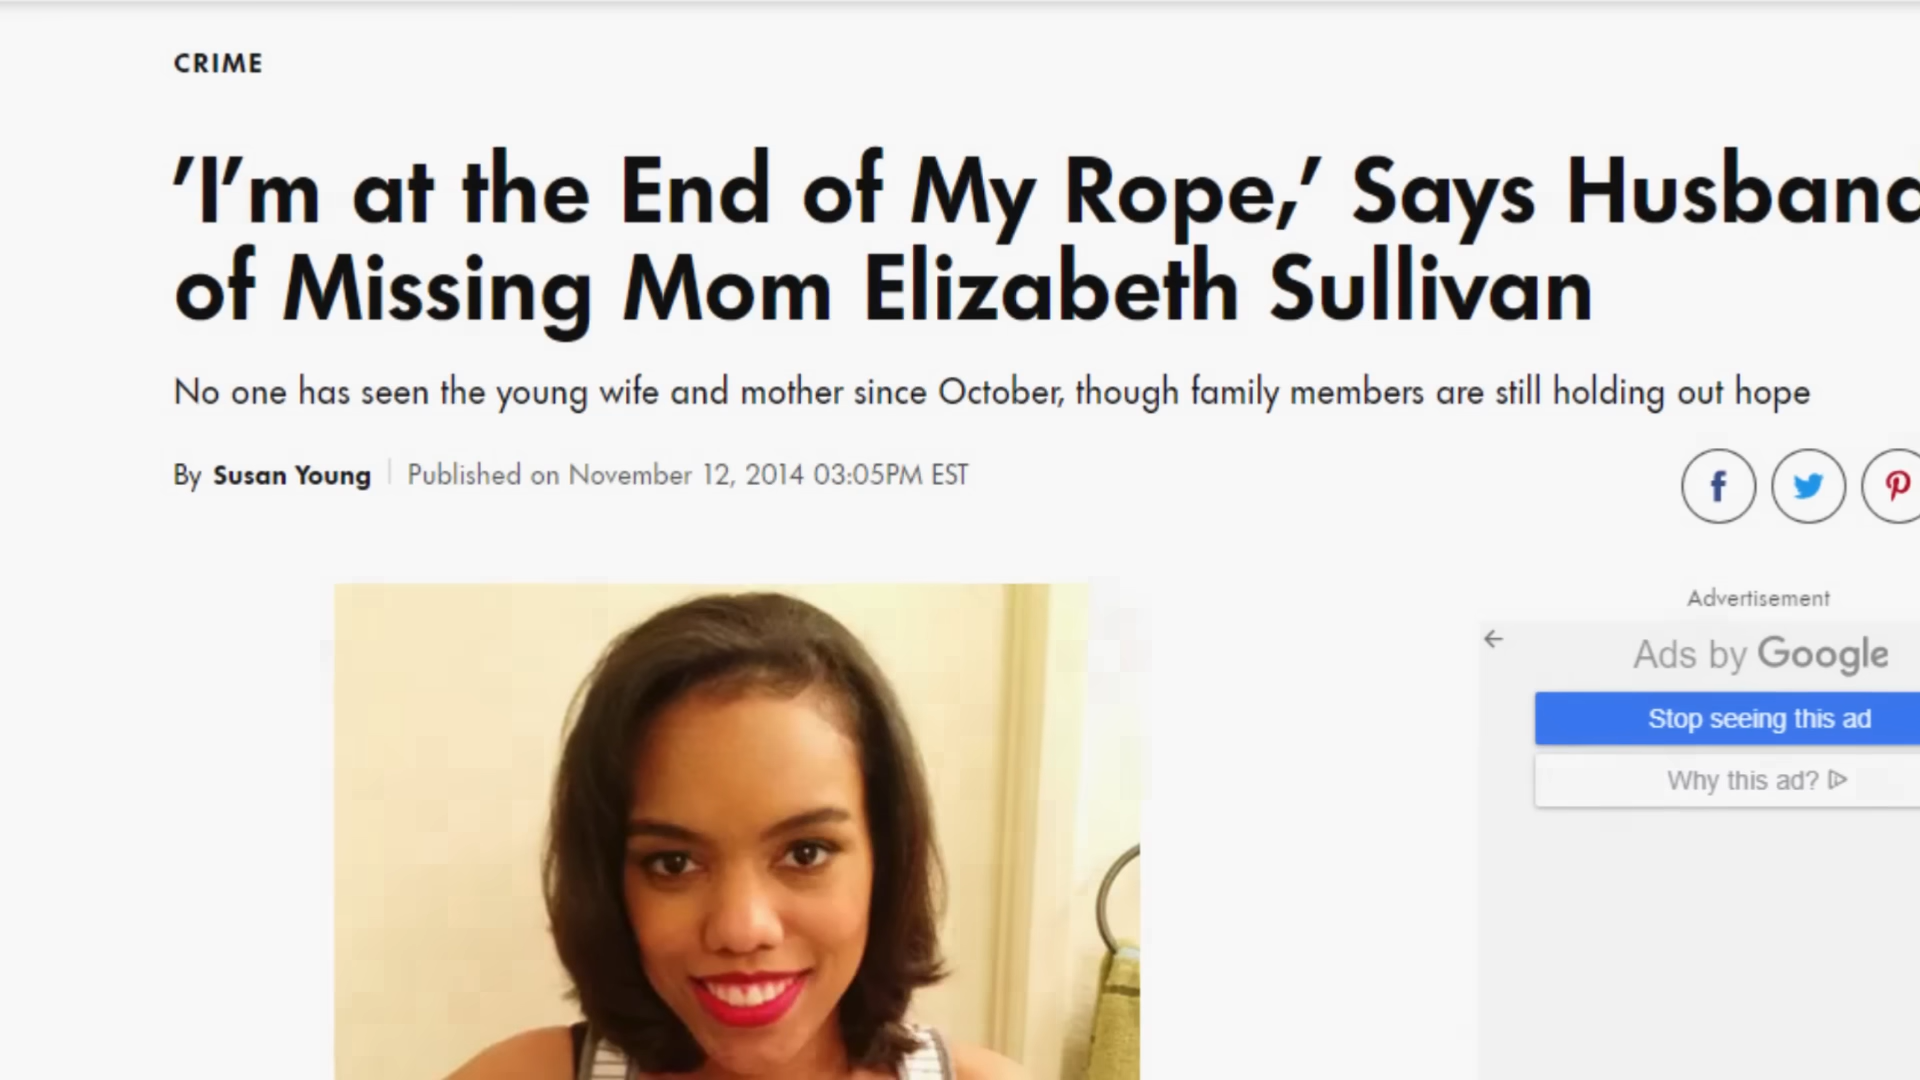 CRIME
'I'm at the End of My Rope,' Says Husband
of Missing Mom Elizabeth Sullivan
No one has seen the young wife and mother since October, though family members are still holding out hope
By Susan Young Published on November 12, 2014 03:05PM EST
Advertisement
Ads by Google
Stop seeing this ad
Why this ad?